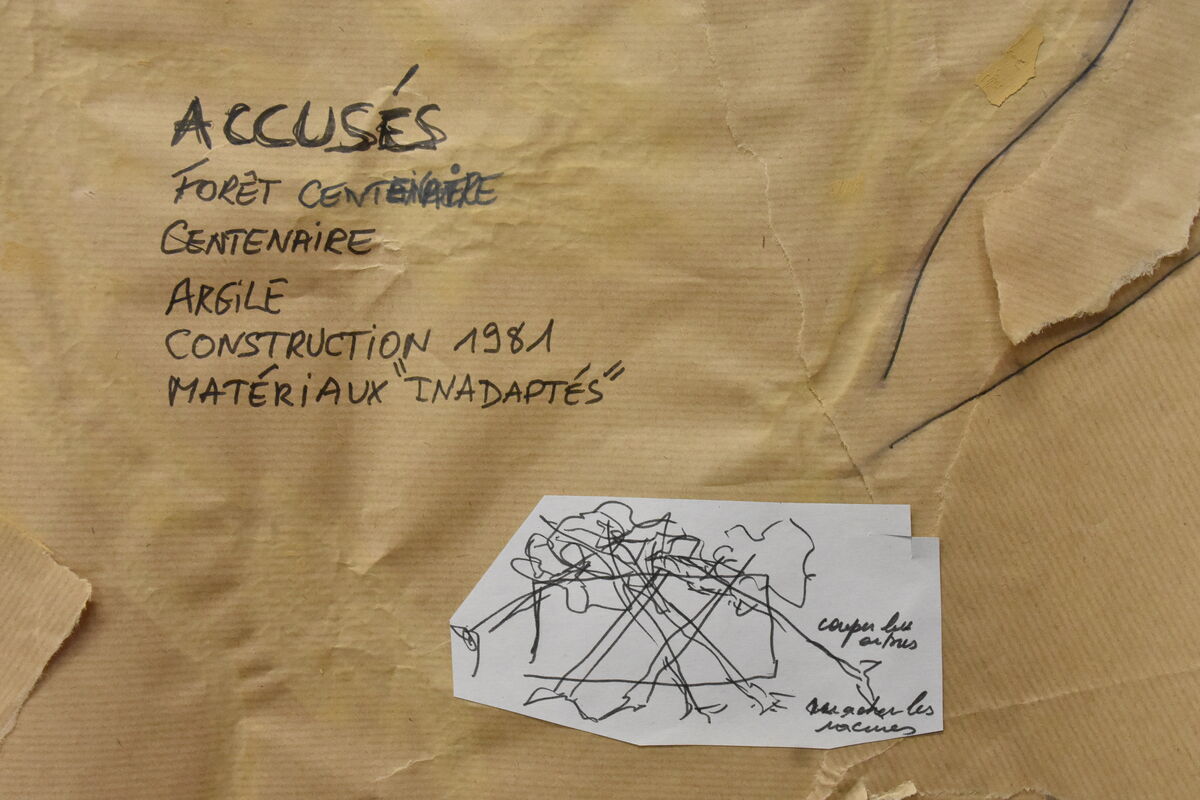 ACCUSÉS
FORÊT CENTENAIRE
CENTENAIRE
ARGILE
CONSTRUCTION 1981
MATÉRIAUX "INADAPTÉS"
couper les
arbres
arracher les
racines